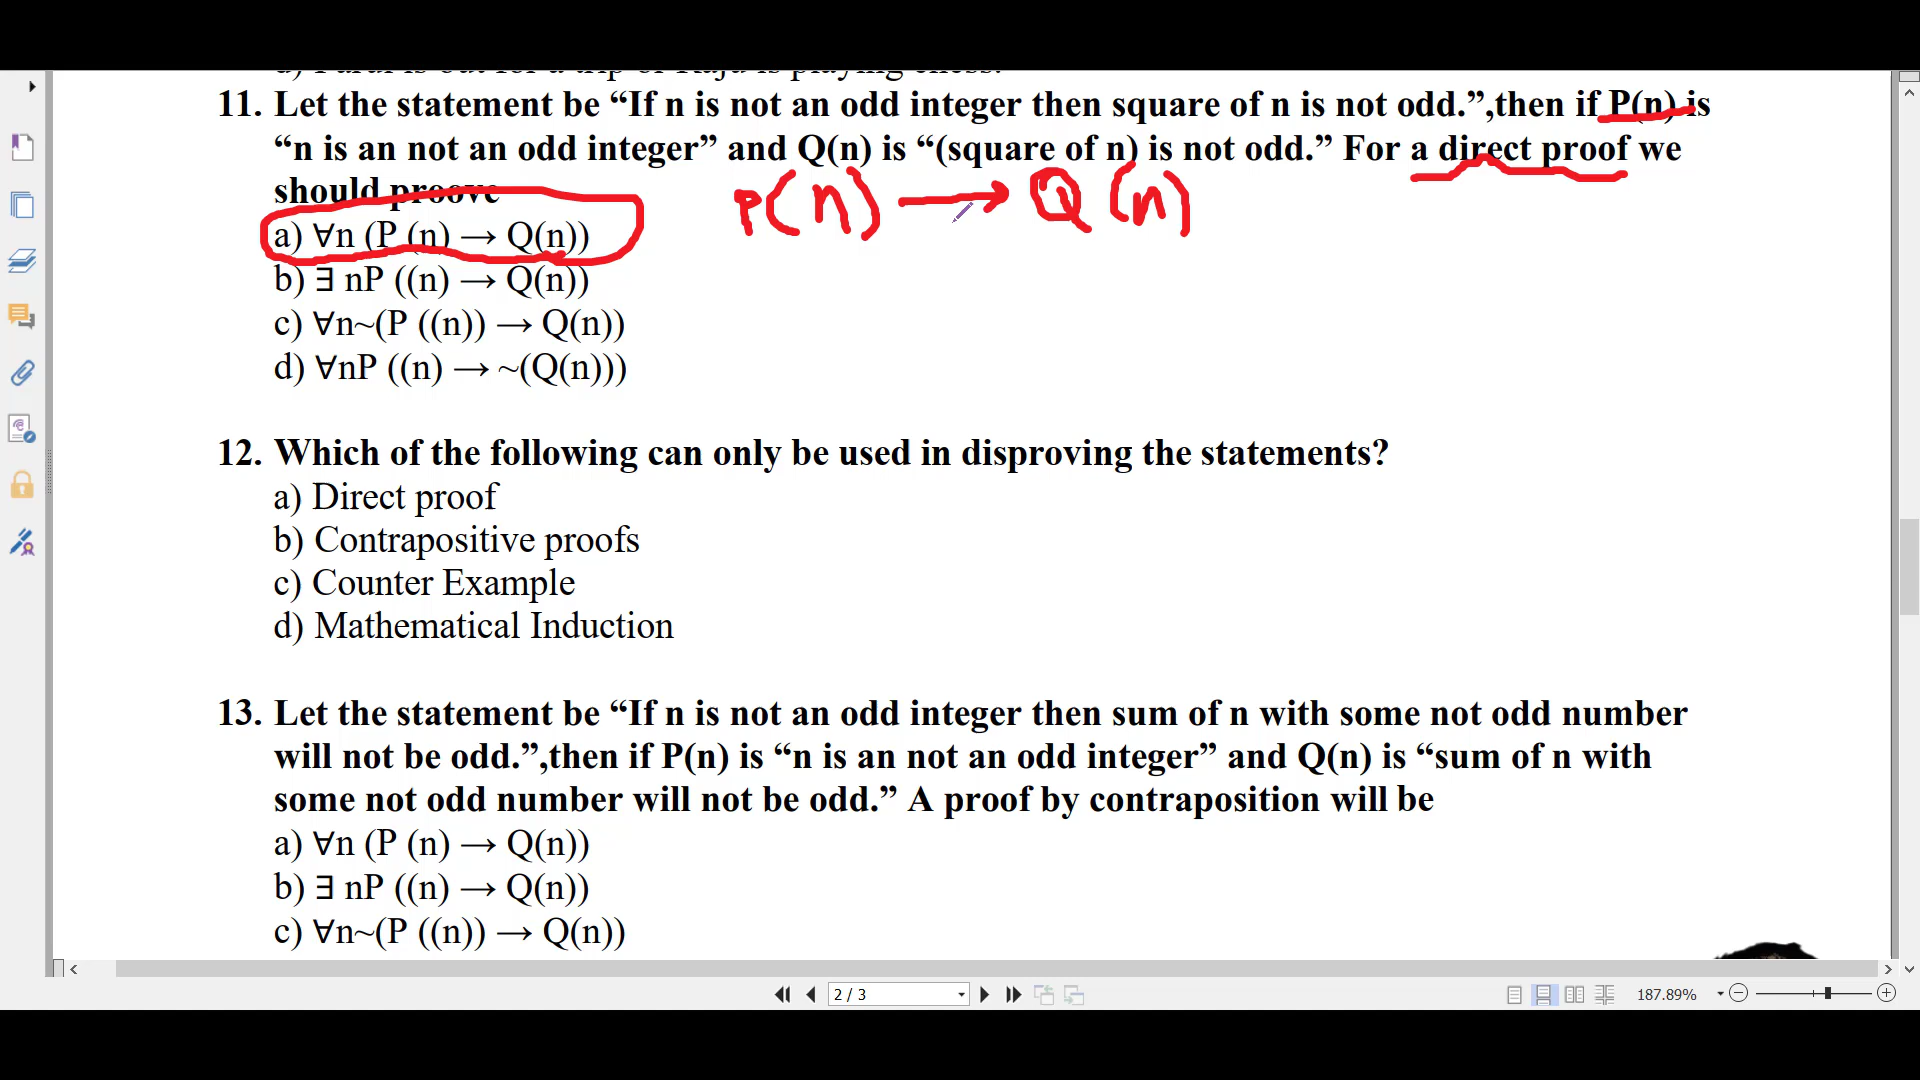 11. Let the statement be “If n is not an odd integer then square of n is not odd.”,then if P(n) is
“n is an not an odd integer” and Q(n) is “(square of n) is not odd.” For a direct proof we
should proove
P(n) → Q(n)
a) ∀n (P (n) → Q(n))
b) ∃ nP ((n) → Q(n))
c) ∀n~(P ((n)) → Q(n))
d) ∀nP ((n) → ~(Q(n)))
12. Which of the following can only be used in disproving the statements?
a) Direct proof
b) Contrapositive proofs
c) Counter Example
d) Mathematical Induction
13. Let the statement be “If n is not an odd integer then sum of n with some not odd number
will not be odd.”,then if P(n) is “n is an not an odd integer” and Q(n) is “sum of n with
some not odd number will not be odd.” A proof by contraposition will be
a) ∀n (P (n) → Q(n))
b) ∃ nP ((n) → Q(n))
c) ∀n~(P ((n)) → Q(n))
2 / 3
187.89%